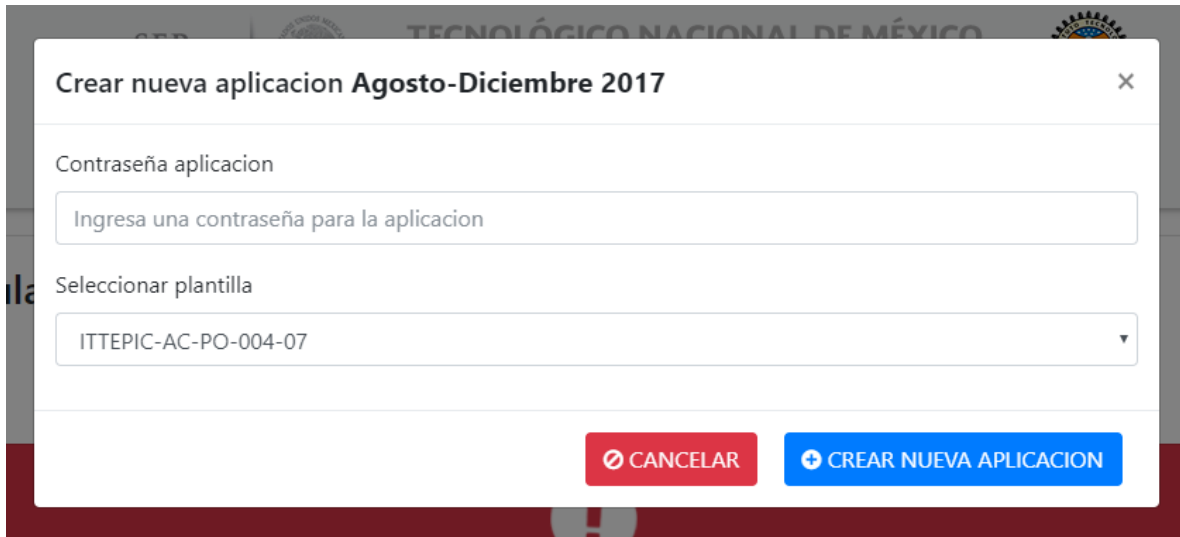 TECNOLÓGICO NACIONAL DE MÉXICO
Crear nueva aplicacion Agosto-Diciembre 2017
×
Contraseña aplicacion
Ingresa una contraseña para la aplicacion
Seleccionar plantilla
ITTEPIC-AC-PO-004-07
CANCELAR
CREAR NUEVA APLICACION